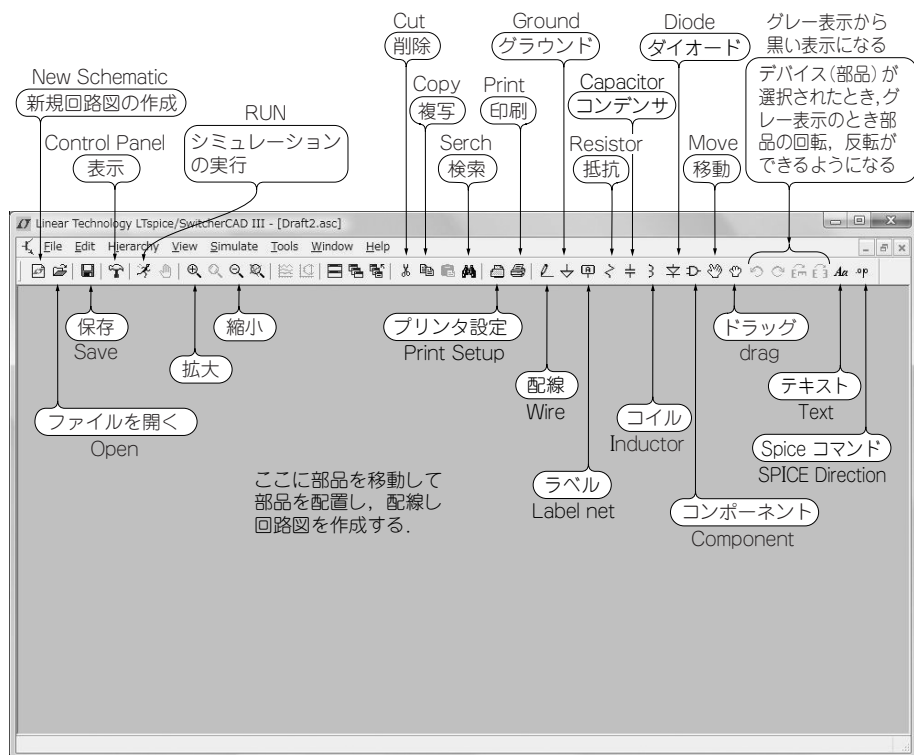 Cut
削除
Ground
グラウンド
Diode
ダイオード
グレー表示から
黒い表示になる
New Schematic
新規回路図の作成
Copy
複写
Print
印刷
Capacitor
コンデンサ
デバイス(部品)が
選択されたとき,グ
レー表示のとき部
品の回転,反転が
できるようになる
Control Panel
表示
RUN
シミュレーション
の実行
Serch
検索
Resistor
抵抗
Move
移動
Linear Technology LTspice/SwitcherCAD III - [Draft2.asc]
File Edit Hierarchy View Simulate Tools Window Help
Aa .op
保存
Save
縮小
プリンタ設定
Print Setup
ドラッグ
drag
拡大
配線
Wire
テキスト
Text
ファイルを開く
Open
コイル
Inductor
Spice コマンド
SPICE Direction
ここに部品を移動して
部品を配置し,配線し
回路図を作成する.
ラベル
Label net
コンポーネント
Component